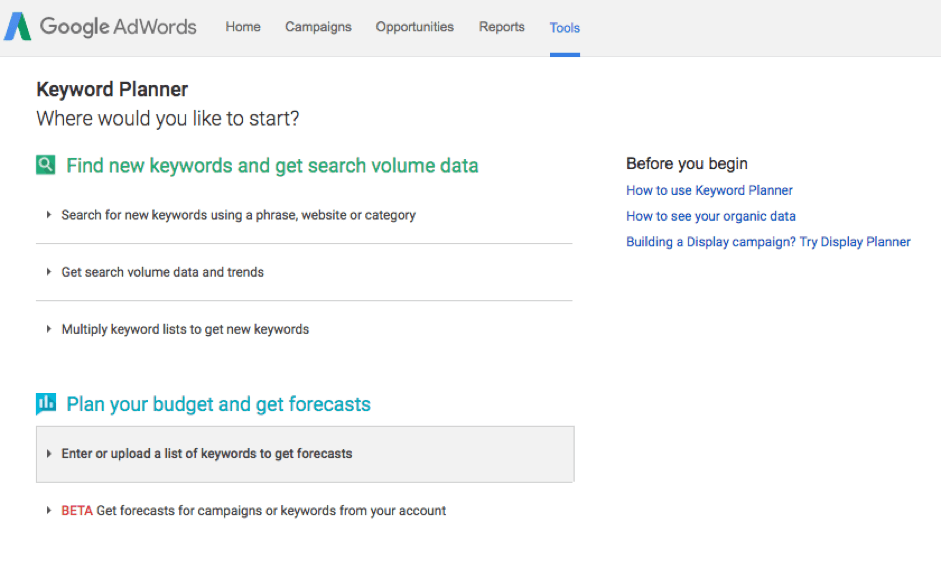 Google AdWords Home Campaigns Opportunities Reports Tools
Keyword Planner
Where would you like to start?
Find new keywords and get search volume data
Search for new keywords using a phrase, website or category
Get search volume data and trends
Multiply keyword lists to get new keywords
Plan your budget and get forecasts
Enter or upload a list of keywords to get forecasts
BETA Get forecasts for campaigns or keywords from your account
Before you begin
How to use Keyword Planner
How to see your organic data
Building a Display campaign? Try Display Planner